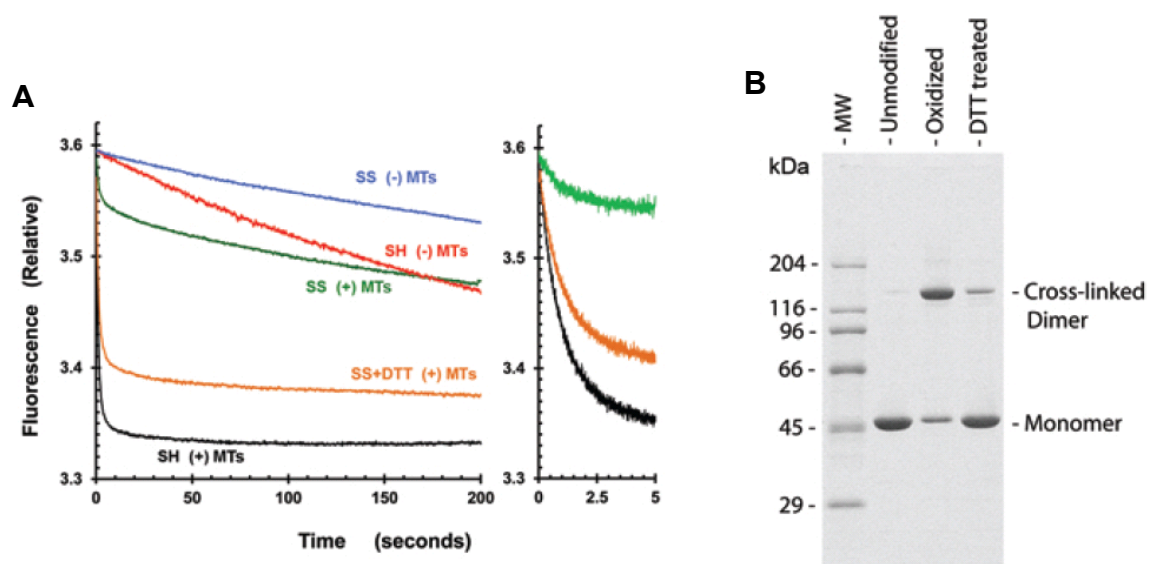 A
3.6
3.5
3.4
3.3
Fluorescence (Relative)
SS (-) MTs
SH (-) MTs
SS (+) MTs
SS+DTT (+) MTs
SH (+) MTs
0 50 100 150 200
3.6
3.5
3.4
3.3
0 2.5 5
Time (seconds)
B
- MW
- Unmodified
- Oxidized
- DTT treated
kDa
204 -
116 -
96 -
66 -
45 -
29 -
- Cross-linked
Dimer
- Monomer